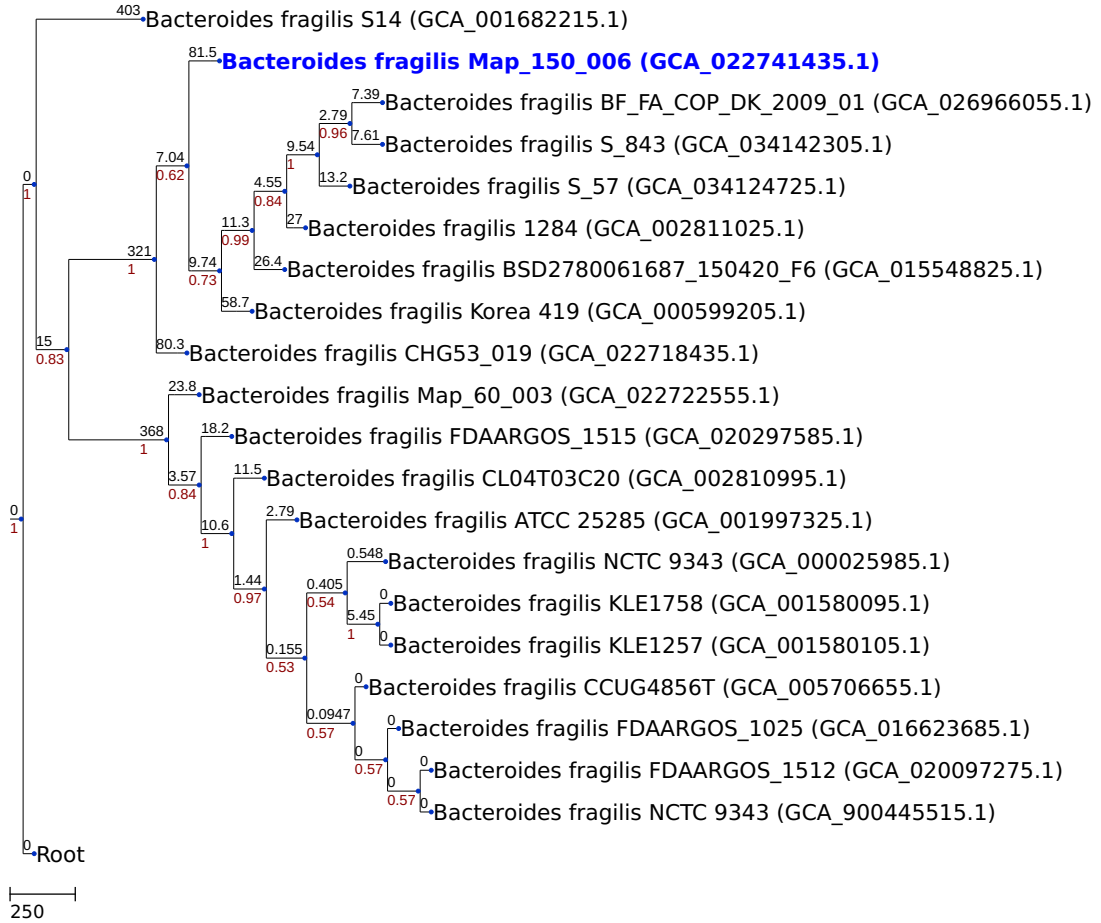 403 Bacteroides fragilis S14 (GCA_001682215.1)
81.5 Bacteroides fragilis Map_150_006 (GCA_022741435.1)
7.39 Bacteroides fragilis BF_FA_COP_DK_2009_01 (GCA_026966055.1)
2.79
0.96
7.61 Bacteroides fragilis S_843 (GCA_034142305.1)
9.54
1
7.04
0.62
13.2 Bacteroides fragilis S_57 (GCA_034124725.1)
4.55
0.84
0
1
27 Bacteroides fragilis 1284 (GCA_002811025.1)
11.3
0.99
321
1
26.4 Bacteroides fragilis BSD2780061687_150420_F6 (GCA_015548825.1)
9.74
0.73
58.7 Bacteroides fragilis Korea 419 (GCA_000599205.1)
15
0.83
80.3 Bacteroides fragilis CHG53_019 (GCA_022718435.1)
23.8 Bacteroides fragilis Map_60_003 (GCA_022722555.1)
368
1
18.2 Bacteroides fragilis FDAARGOS_1515 (GCA_020297585.1)
3.57
0.84
11.5 Bacteroides fragilis CL04T03C20 (GCA_002810995.1)
0
1
10.6
1
2.79 Bacteroides fragilis ATCC 25285 (GCA_001997325.1)
0.548 Bacteroides fragilis NCTC 9343 (GCA_000025985.1)
1.44
0.97
0.405
0.54
0 Bacteroides fragilis KLE1758 (GCA_001580095.1)
5.45
1
0 Bacteroides fragilis KLE1257 (GCA_001580105.1)
0.155
0.53
0 Bacteroides fragilis CCUG4856T (GCA_005706655.1)
0.0947
0.57
0 Bacteroides fragilis FDAARGOS_1025 (GCA_016623685.1)
0
0.57
0 Bacteroides fragilis FDAARGOS_1512 (GCA_020097275.1)
0
0.57
0 Bacteroides fragilis NCTC 9343 (GCA_900445515.1)
0 Root
250